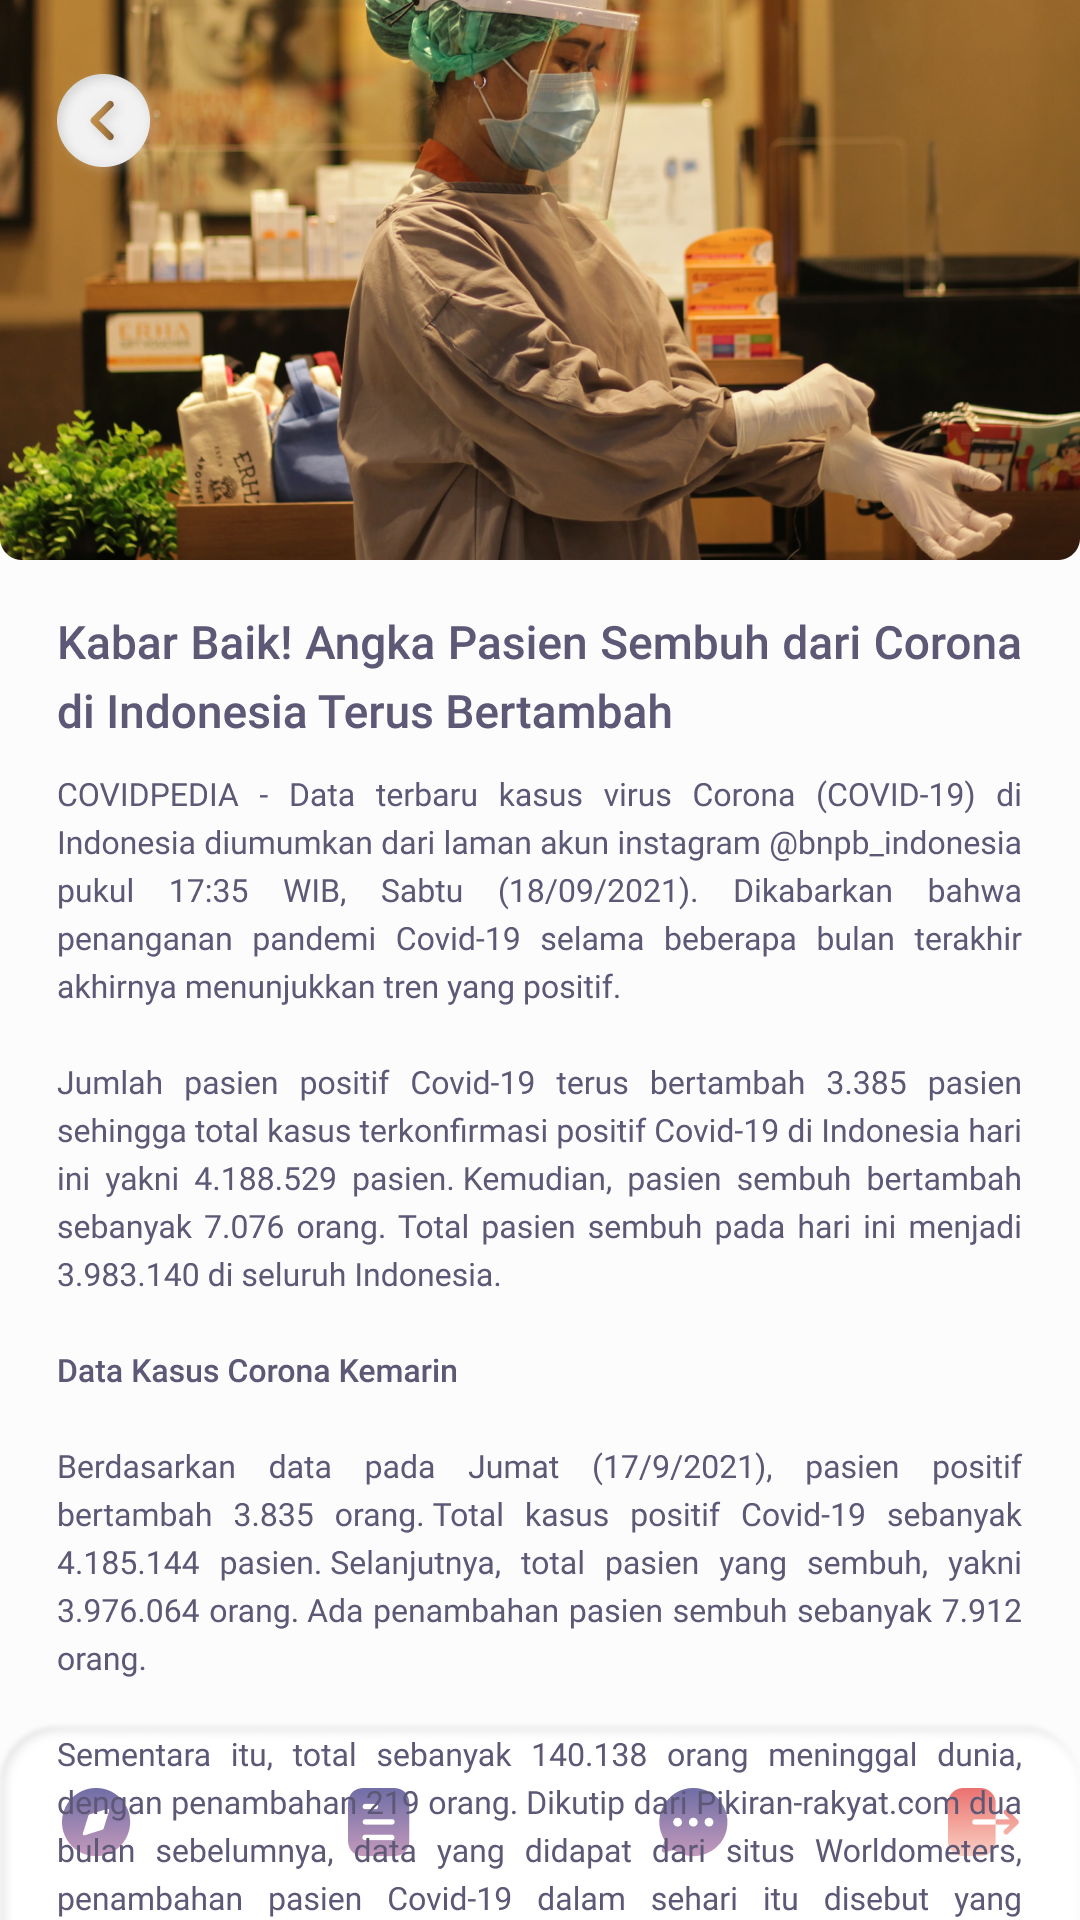 ERHA
ERHA
APOTHEC
Kabar Baik! Angka Pasien Sembuh dari Corona
di Indonesia Terus Bertambah
COVIDPEDIA - Data terbaru kasus virus Corona (COVID-19) di
Indonesia diumumkan dari laman akun instagram @bnpb_indonesia
pukul 17:35 WIB, Sabtu (18/09/2021). Dikabarkan bahwa
penanganan pandemi Covid-19 selama beberapa bulan terakhir
akhirnya menunjukkan tren yang positif.
Jumlah pasien positif Covid-19 terus bertambah 3.385 pasien
sehingga total kasus terkonfirmasi positif Covid-19 di Indonesia hari
ini yakni 4.188.529 pasien. Kemudian, pasien sembuh bertambah
sebanyak 7.076 orang. Total pasien sembuh pada hari ini menjadi
3.983.140 di seluruh Indonesia.
Data Kasus Corona Kemarin
Berdasarkan data pada Jumat (17/9/2021), pasien positif
bertambah 3.835 orang. Total kasus positif Covid-19 sebanyak
4.185.144 pasien. Selanjutnya, total pasien yang sembuh, yakni
3.976.064 orang. Ada penambahan pasien sembuh sebanyak 7.912
orang.
Sementara itu, total sebanyak 140.138 orang meninggal dunia,
dengan penambahan 219 orang. Dikutip dari Pikiran-rakyat.com dua
bulan sebelumnya, data yang didapat dari situs Worldometers,
penambahan pasien Covid-19 dalam sehari itu disebut yang